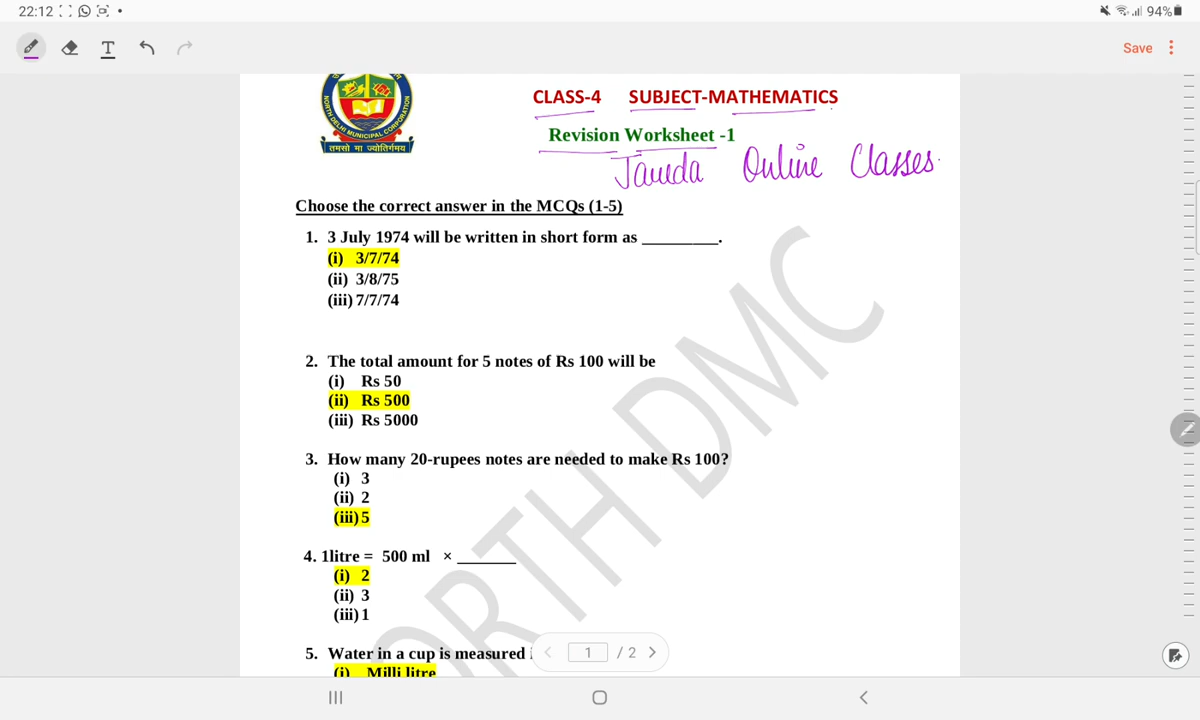 22:12
94%
Save
NORTH DELHI MUNICIPAL CORPORATION
तमसो मा ज्योतिर्गमय
CLASS-4 SUBJECT-MATHEMATICS
Revision Worksheet -1
Online Classes.
Choose the correct answer in the MCQs (1-5)
1. 3 July 1974 will be written in short form as _________.
(i) 3/7/74
(ii) 3/8/75
(iii) 7/7/74
2. The total amount for 5 notes of Rs 100 will be
(i) Rs 50
(ii) Rs 500
(iii) Rs 5000
3. How many 20-rupees notes are needed to make Rs 100?
(i) 3
(ii) 2
(iii) 5
4. 1litre = 500 ml × _______
(i) 2
(ii) 3
(iii) 1
5. Water in a cup is measured
(i) Milli litre
NORTH DMC
1 / 2